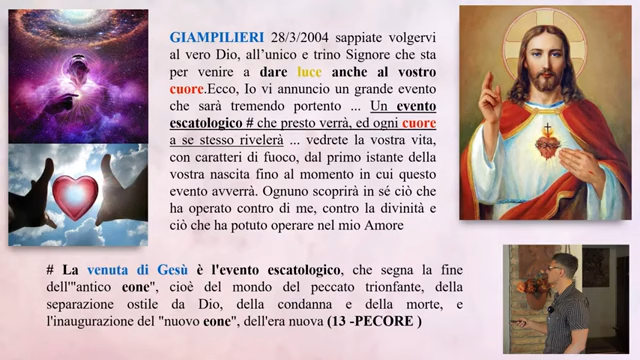 GIAMPILIERI 28/3/2004 sappiate volgervi
al vero Dio, all’unico e trino Signore che sta
per venire a dare luce anche al vostro
cuore.Ecco, Io vi annuncio un grande evento
che sarà tremendo portento ... Un evento
escatologico # che presto verrà, ed ogni cuore
a se stesso rivelerà ... vedrete la vostra vita,
con caratteri di fuoco, dal primo istante della
vostra nascita fino al momento in cui questo
evento avverrà. Ognuno scoprirà in sé ciò che
ha operato contro di me, contro la divinità e
ciò che ha potuto operare nel mio Amore
# La venuta di Gesù è l'evento escatologico, che segna la fine
dell'"antico eone", cioè del mondo del peccato trionfante, della
separazione ostile da Dio, della condanna e della morte, e
l'inaugurazione del "nuovo eone", dell'era nuova (13 -PECORE )